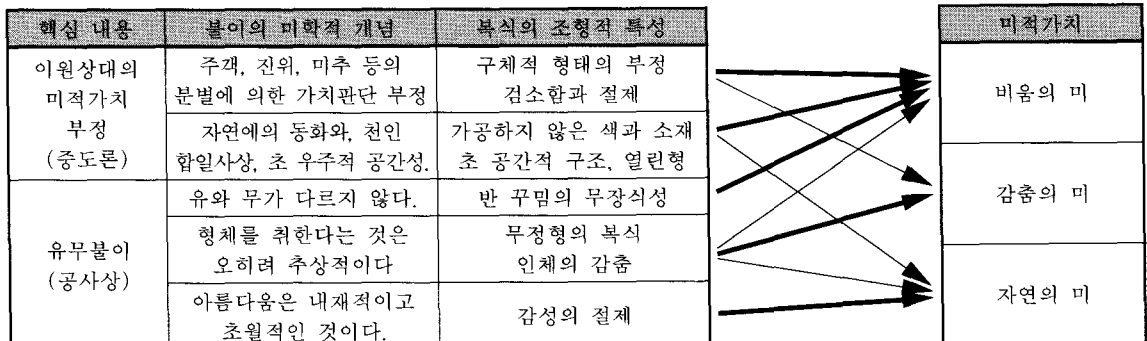 핵심 내용
불이의 미학적 개념
복식의 조형적 특성
미적가치
이원상대의
미적가치
부정
(중도론)
주객, 진위, 미추 등의
분별에 의한 가치판단 부정
구체적 형태의 부정
검소함과 절제
자연에의 동화와, 천인
합일사상, 초 우주적 공간성.
가공하지 않은 색과 소재
초 공간적 구조, 열린형
유무불이
(공사상)
유와 무가 다르지 않다.
반 꾸밈의 무장식성
형체를 취한다는 것은
오히려 추상적이다
무정형의 복식
인체의 감춤
아름다움은 내재적이고
초월적인 것이다.
감성의 절제
비움의 미
감춤의 미
자연의 미